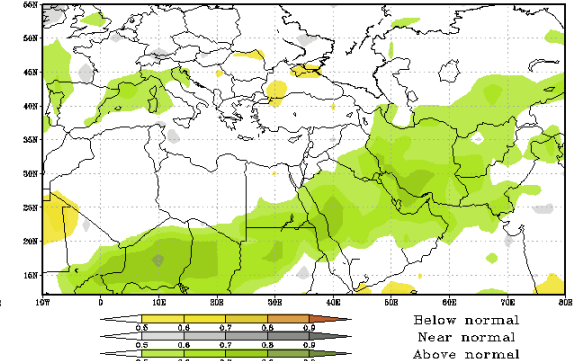 55N
50N
45N
40N
35N
30N
25N
20N
15N
10W 0 10E 20E 30E 40E 50E 60E 70E 80E
0.5 0.6 0.7 0.8 0.9 Below normal
0.5 0.6 0.7 0.8 0.9 Near normal
Above normal